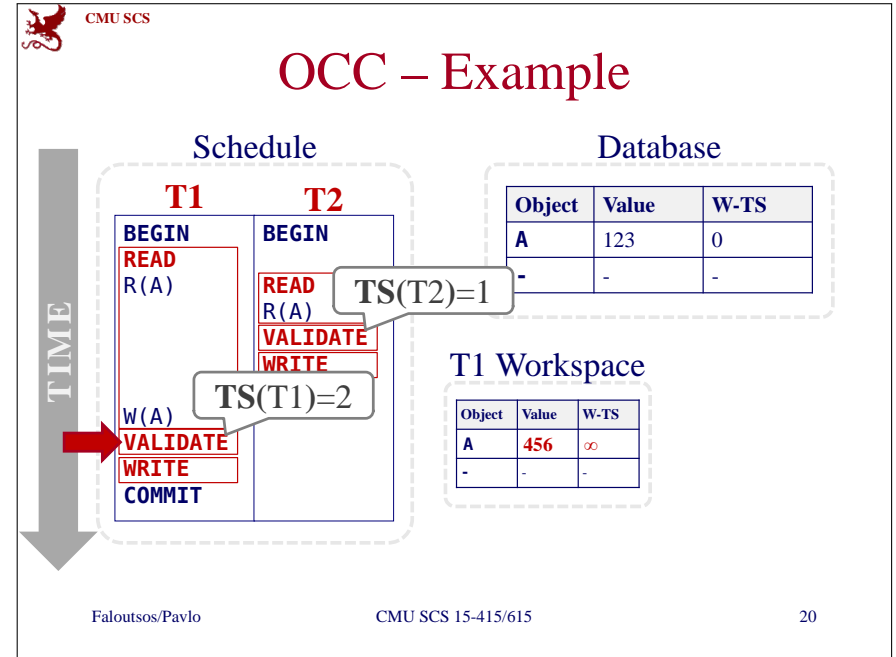 CMU SCS
OCC – Example
Schedule
Database
T1 T2
BEGIN BEGIN
READ
R(A)
READ
R(A)
VALIDATE
WRITE
W(A)
VALIDATE
WRITE
COMMIT
TS(T2)=1
TS(T1)=2
TIME
Object Value W-TS
A 123 0
- - -
T1 Workspace
Object Value W-TS
A 456 ∞
- - -
Faloutsos/Pavlo CMU SCS 15-415/615 20